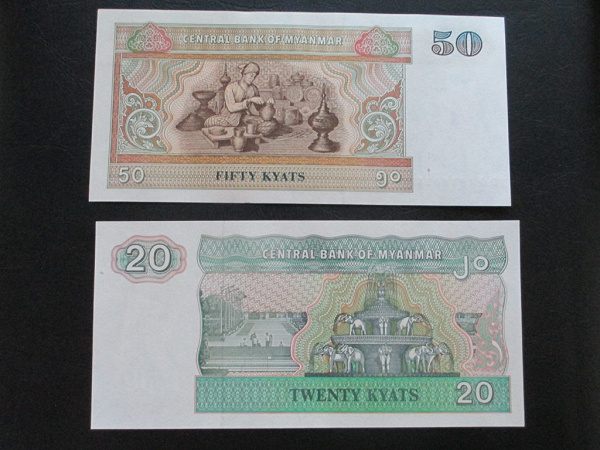 CENTRAL BANK OF MYANMAR
50
50
FIFTY KYATS
၅၀
20
CENTRAL BANK OF MYANMAR
၂၀
TWENTY KYATS
20